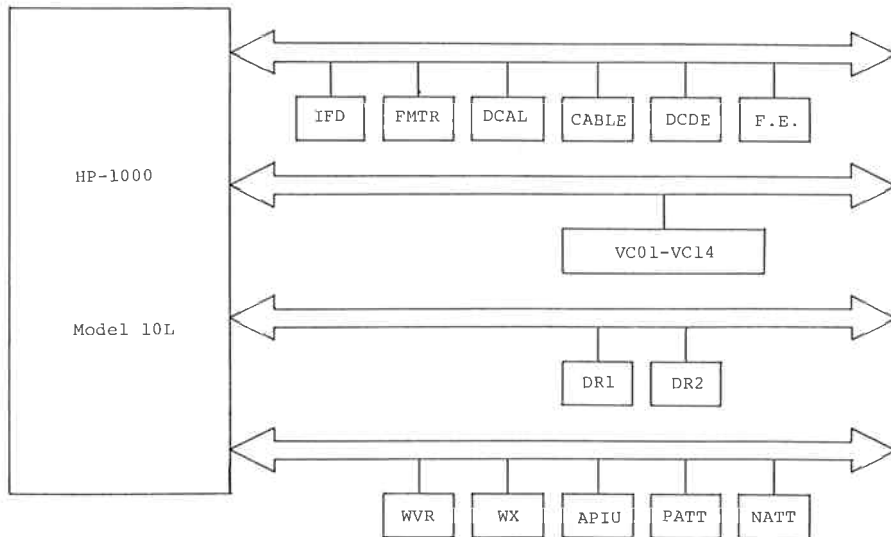 IFD FMTR DCAL CABLE DCDE F.E.
HP-1000
VC01-VC14
Model 10L
DR1 DR2
WVR WX APIU PATT NATT